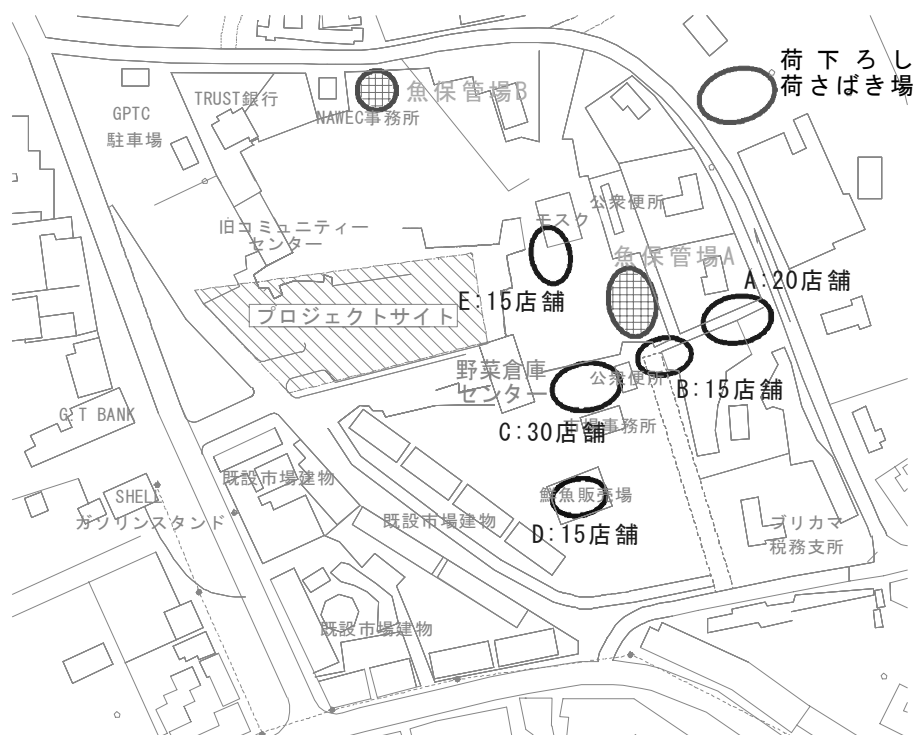 荷下ろし
荷さばき場
魚保管場B
TRUST銀行
GPTC
駐車場
NAWEC事務所
公衆便所
モスク
旧コミュニティー
センター
魚保管場A
A:20店舗
E:15店舗
プロジェクトサイト
野菜倉庫
センター
公衆便所
B:15店舗
GT BANK
市場事務所
C:30店舗
既設市場建物
SHELL
ガソリンスタンド
鮮魚販売場
既設市場建物
D:15店舗
ブリカマ
税務支所
既設市場建物